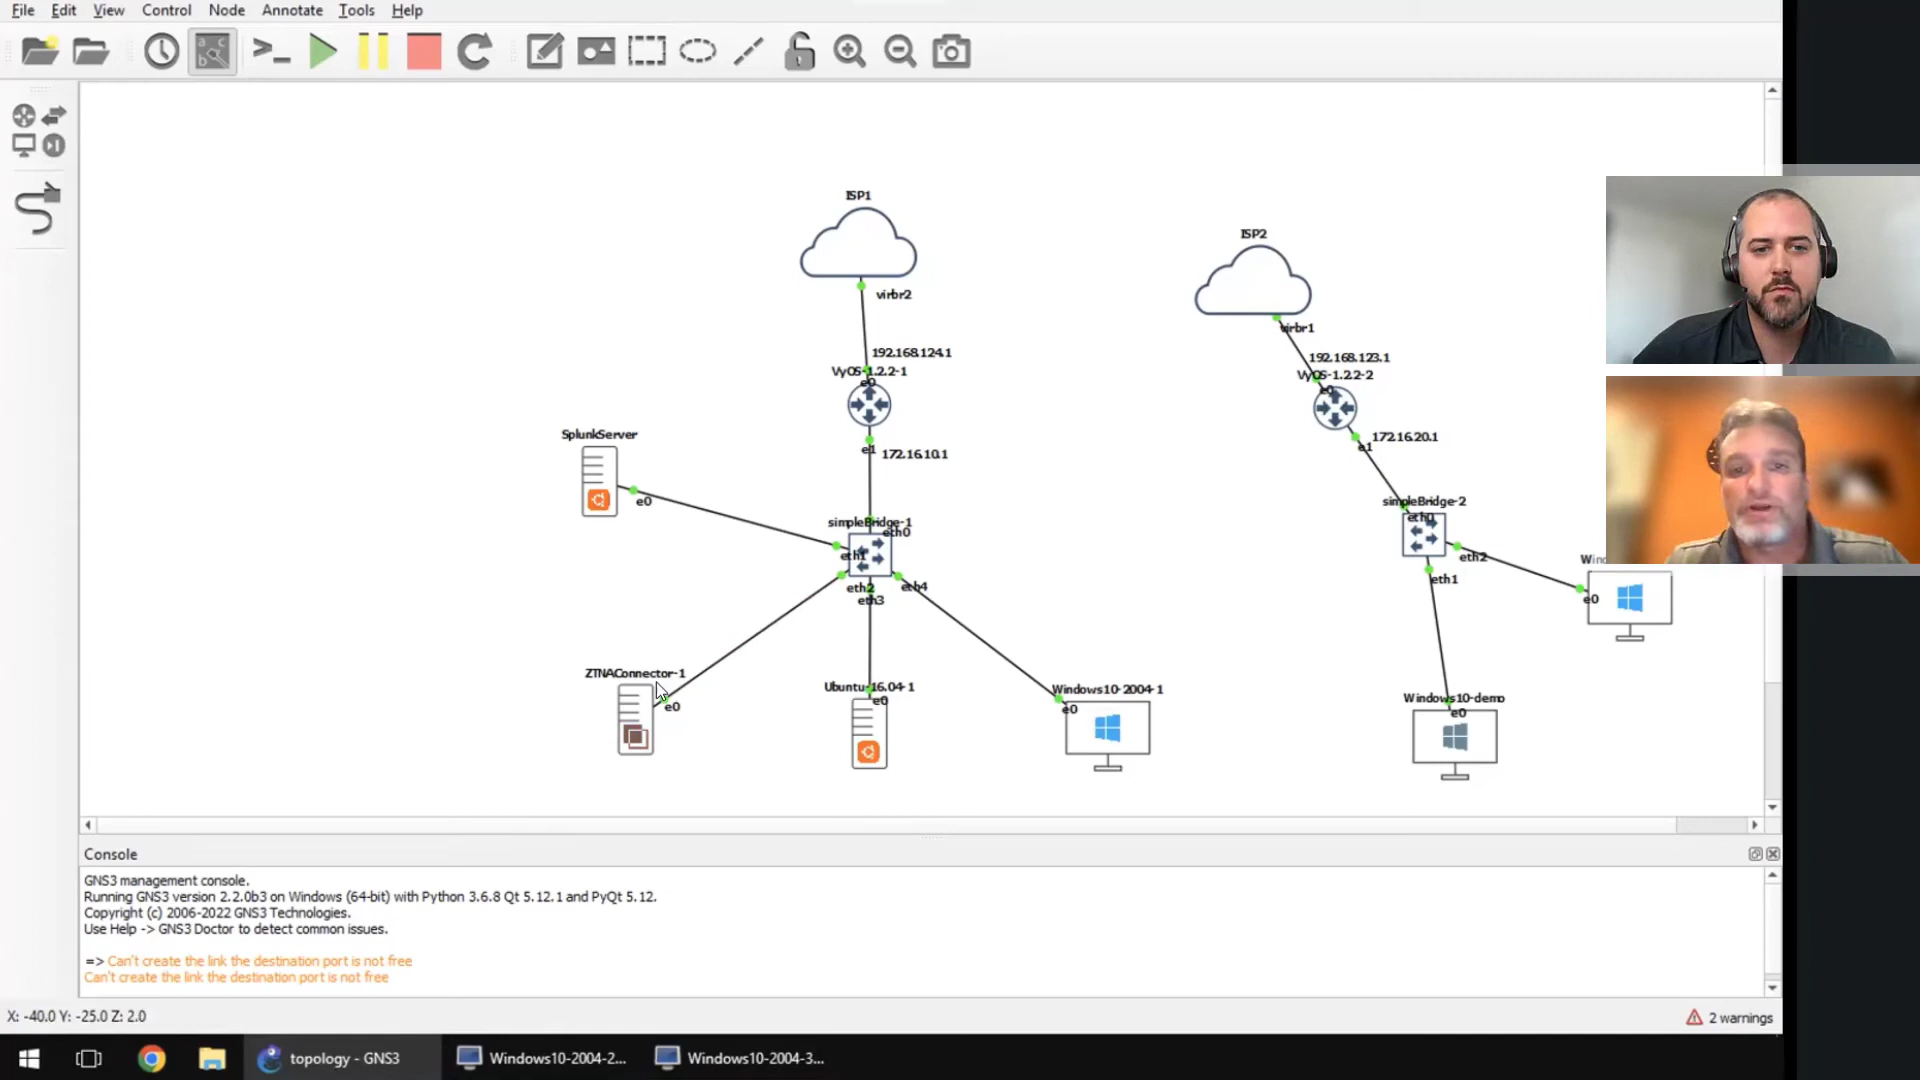 File Edit View Control Node Annotate Tools Help
ISP1
virbr2
192.168.124.1
VyOS-1.2.2-1
e0
e1
172.16.10.1
SplunkServer
e0
simpleBridge-1
eth0
eth1
eth2
eth3
eth4
ZTNAConnector-1
e0
Ubuntu-16.04-1
e0
Windows10-2004-1
e0
ISP2
virbr1
192.168.123.1
VyOS-1.2.2-2
e0
e1
172.16.20.1
simpleBridge-2
eth0
eth2
eth1
e0
Windows10-demo
e0
Console
GNS3 management console.
Running GNS3 version 2.2.0b3 on Windows (64-bit) with Python 3.6.8 Qt 5.12.1 and PyQt 5.12.
Copyright (c) 2006-2022 GNS3 Technologies.
Use Help -> GNS3 Doctor to detect common issues.
=> Can't create the link the destination port is not free
Can't create the link the destination port is not free
X: -40.0 Y: -25.0 Z: 2.0
2 warnings
topology - GNS3
Windows10-2004-2...
Windows10-2004-3...